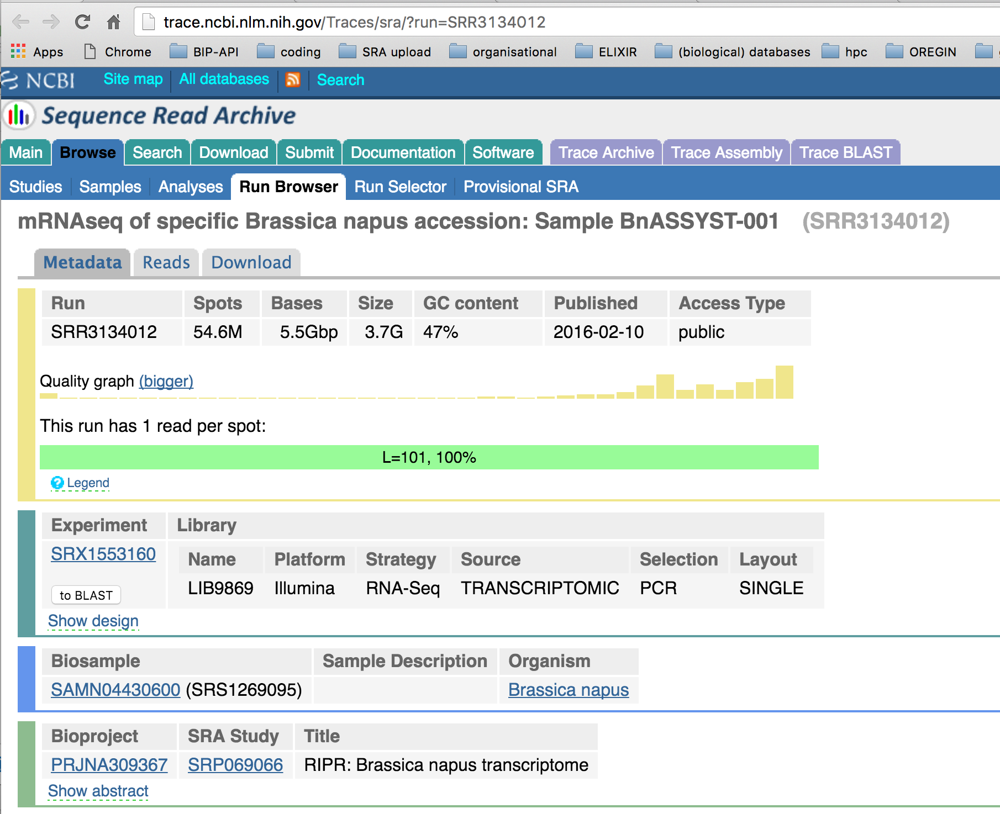 trace.ncbi.nlm.nih.gov/Traces/sra/?run=SRR3134012
Apps Chrome BIP-API coding SRA upload organisational ELIXIR (biological) databases hpc OREGIN
NCBI Site map All databases Search
Sequence Read Archive
Main Browse Search Download Submit Documentation Software Trace Archive Trace Assembly Trace BLAST
Studies Samples Analyses Run Browser Run Selector Provisional SRA
mRNAseq of specific Brassica napus accession: Sample BnASSYST-001 (SRR3134012)
Metadata Reads Download
Run Spots Bases Size GC content Published Access Type
SRR3134012 54.6M 5.5Gbp 3.7G 47% 2016-02-10 public
Quality graph (bigger)
This run has 1 read per spot:
L=101, 100%
? Legend
Experiment Library
SRX1553160
Name Platform Strategy Source Selection Layout
LIB9869 Illumina RNA-Seq TRANSCRIPTOMIC PCR SINGLE
to BLAST
Show design
Biosample Sample Description Organism
SAMN04430600 (SRS1269095) Brassica napus
Bioproject SRA Study Title
PRJNA309367 SRP069066 RIPR: Brassica napus transcriptome
Show abstract